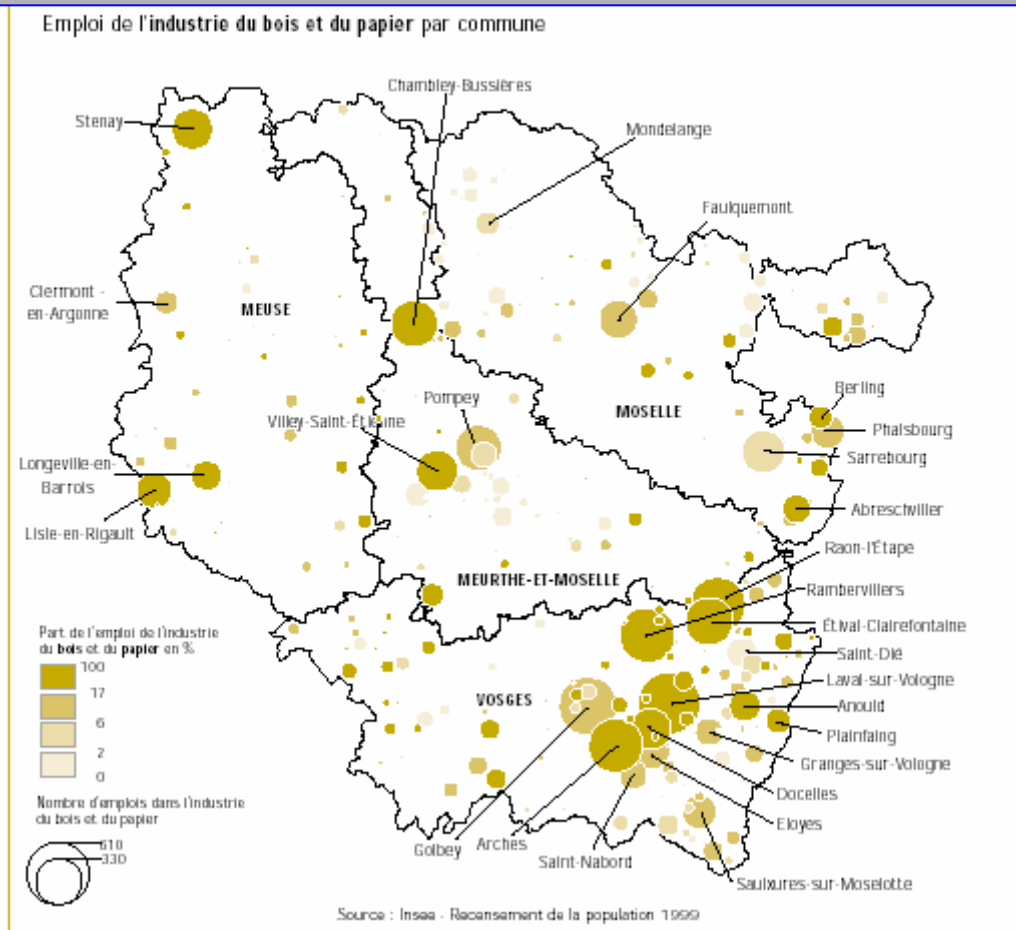 Emploi de l'industrie du bois et du papier par commune
Chambley-Bussières
Stenay
Mondelange
Faulquemont
Clermont -
en-Argonne
MEUSE
Berling
Pompey
MOSELLE
Villey-Saint-Étienne
Phalsbourg
Sarrebourg
Longeville-en-
Barrois
Abreschviller
Lisle-en-Rigault
Raon-l'Étape
MEURTHE-ET-MOSELLE
Rambervillers
Étival-Clairefontaine
Part de l'emploi de l'industrie
du bois et du papier en %
100
17
6
2
0
Saint-Dié
Laval-sur-Vologne
VOSGES
Anould
Plainfaing
Granges-sur-Vologne
Docelles
Eloyes
Nombre d'emplois dans l'industrie
du bois et du papier
610
330
Golbey
Arches
Saint-Nabord
Saulxures-sur-Moselotte
Source : Insee - Recensement de la population 1999